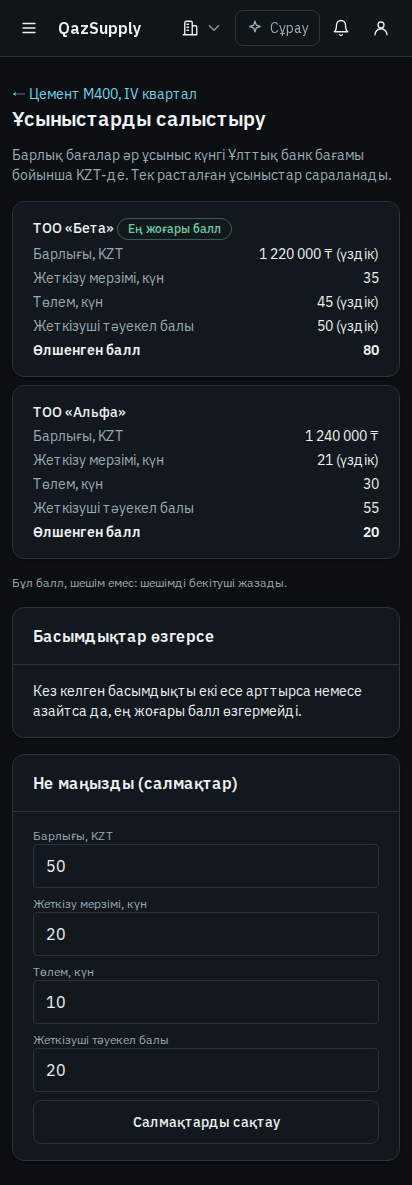 QazSupply
Сұрау
← Цемент М400, IV квартал
Ұсыныстарды салыстыру
Барлық бағалар әр ұсыныс күнгі Ұлттық банк бағамы
бойынша KZT-де. Тек расталған ұсыныстар сараланады.
ТОО «Бета» Ең жоғары балл
Барлығы, KZT 1 220 000 ₸ (үздік)
Жеткізу мерзімі, күн 35
Төлем, күн 45 (үздік)
Жеткізуші тәуекел балы 50 (үздік)
Өлшенген балл 80
ТОО «Альфа»
Барлығы, KZT 1 240 000 ₸
Жеткізу мерзімі, күн 21 (үздік)
Төлем, күн 30
Жеткізуші тәуекел балы 55
Өлшенген балл 20
Бұл балл, шешім емес: шешімді бекітуші жазады.
Басымдықтар өзгерсе
Кез келген басымдықты екі есе арттырса немесе
азайтса да, ең жоғары балл өзгермейді.
Не маңызды (салмақтар)
Барлығы, KZT
50
Жеткізу мерзімі, күн
20
Төлем, күн
10
Жеткізуші тәуекел балы
20
Салмақтарды сақтау